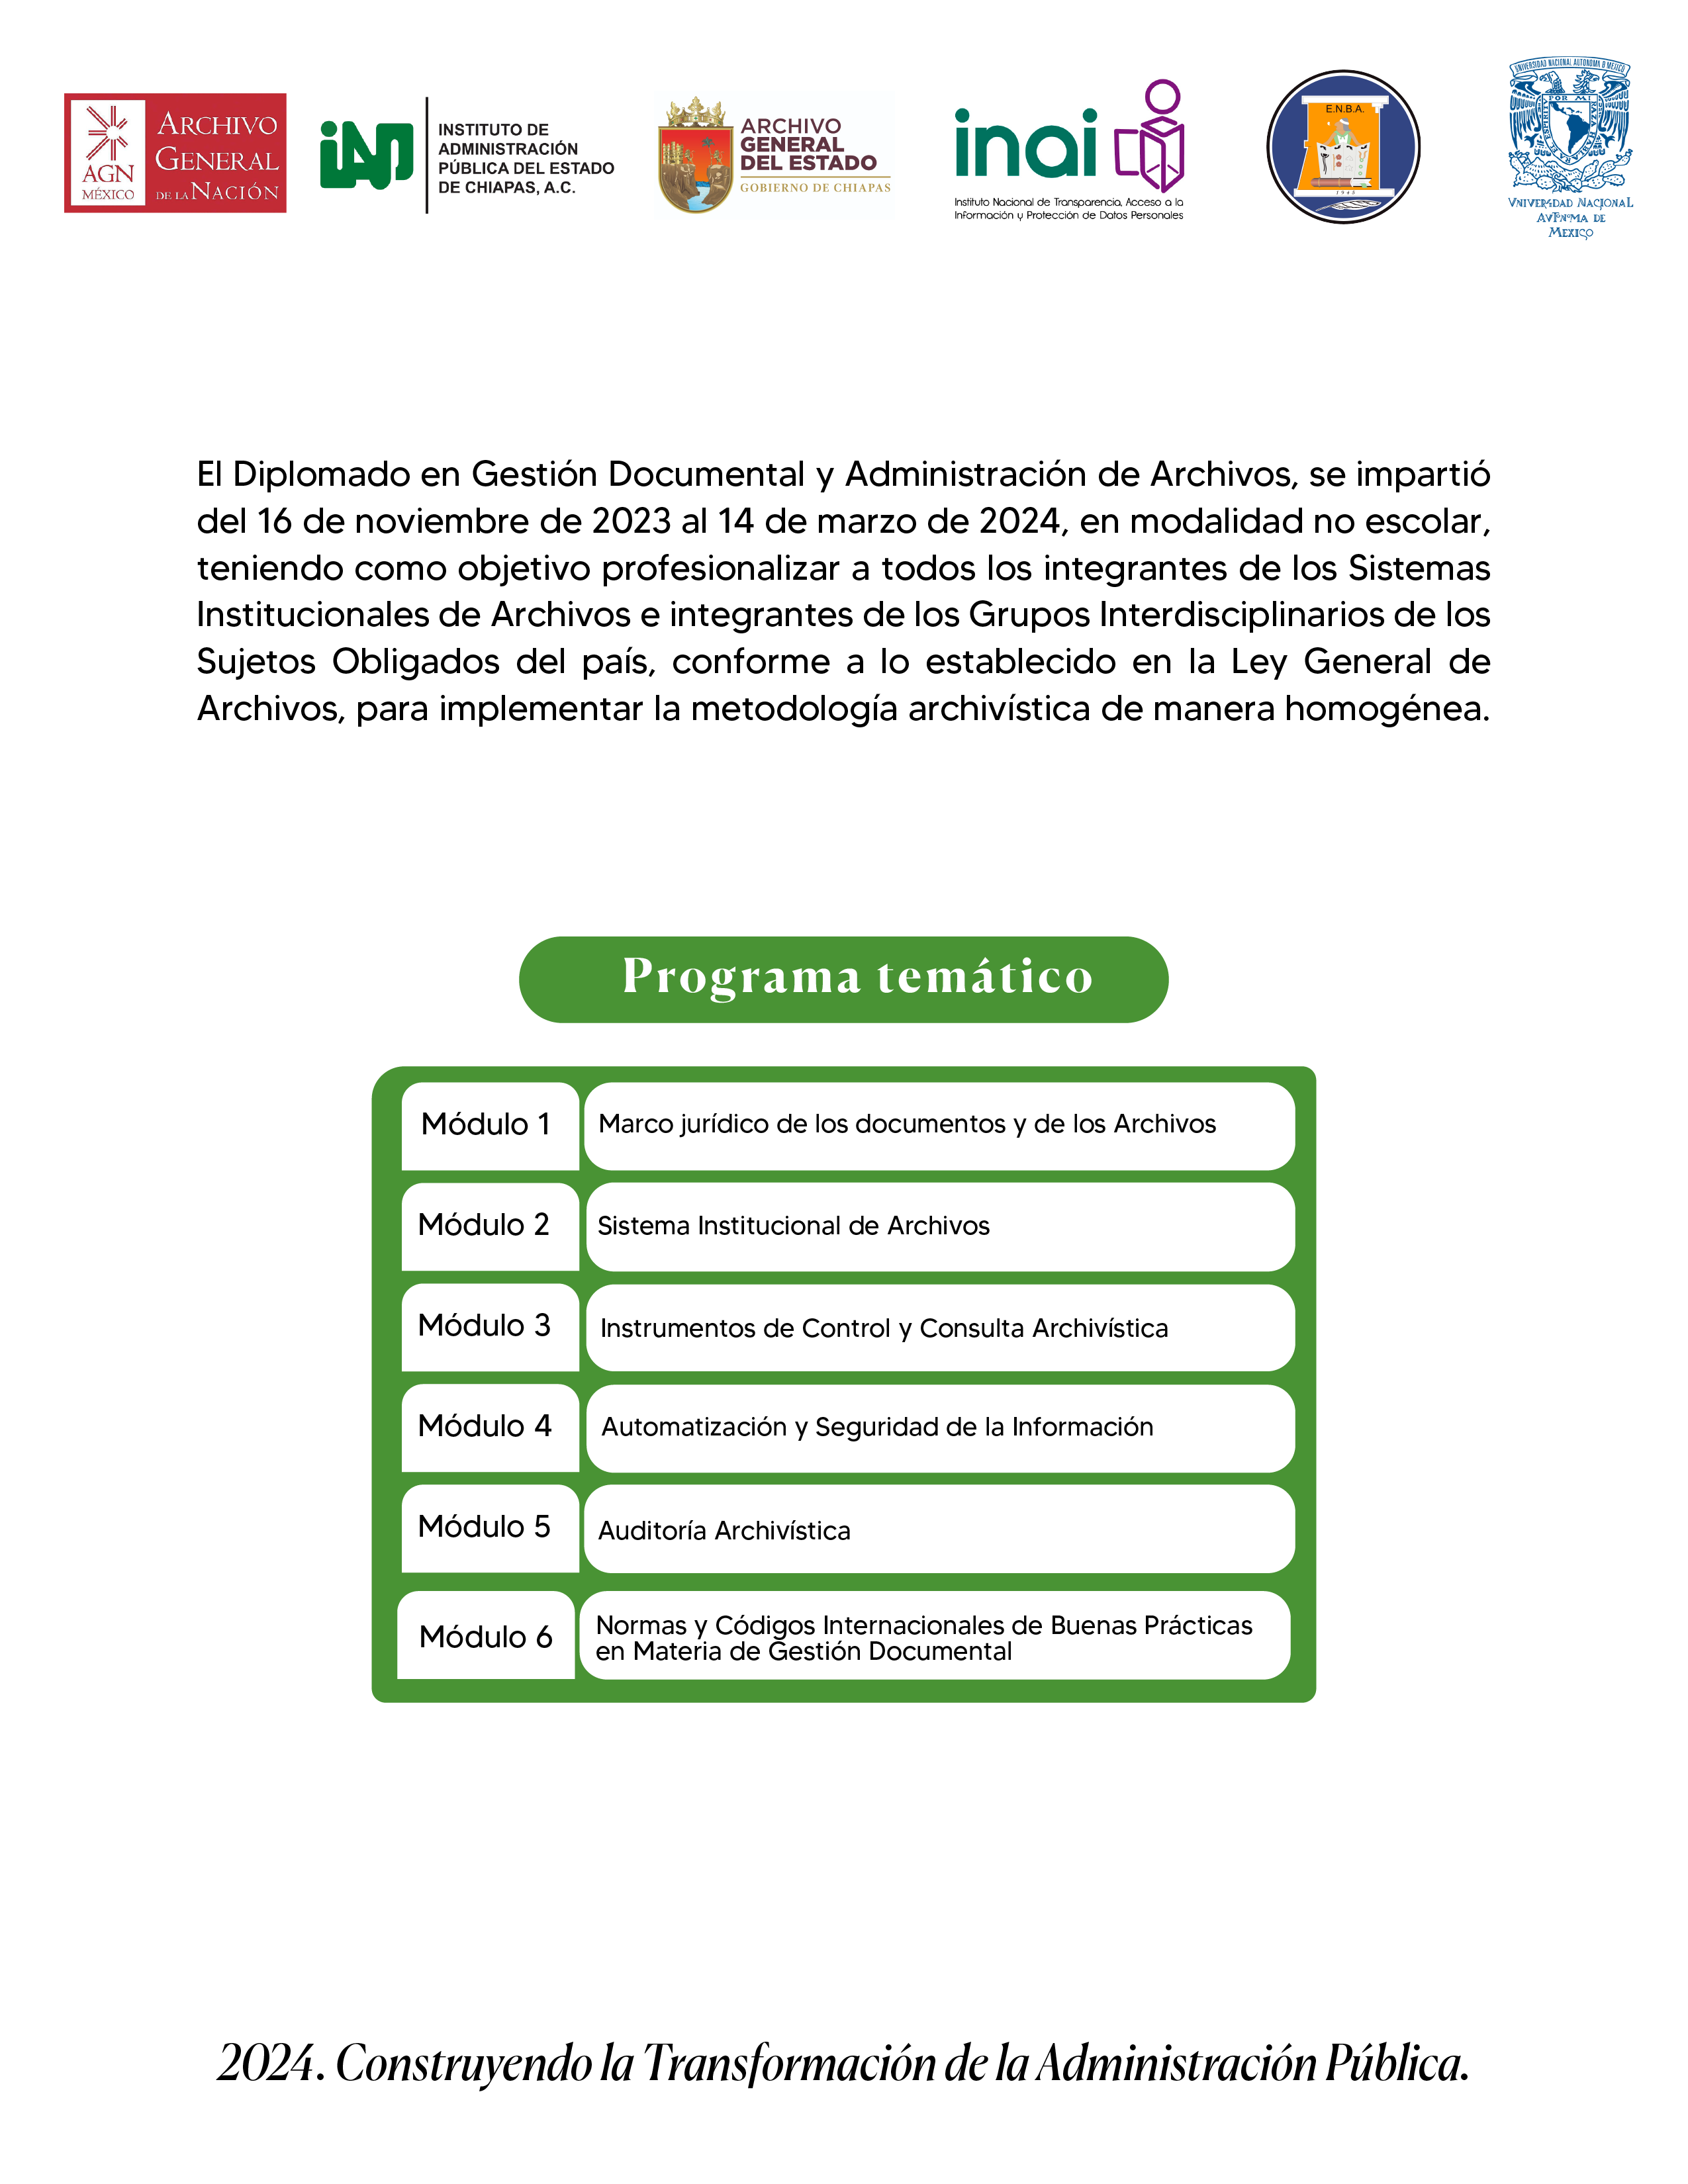 AGN
MÉXICO
ARCHIVO
GENERAL
DE LA NACIÓN
INSTITUTO DE
ADMINISTRACIÓN
PÚBLICA DEL ESTADO
DE CHIAPAS, A.C.
ARCHIVO
GENERAL
DEL ESTADO
GOBIERNO DE CHIAPAS
inai
Instituto Nacional de Transparencia, Acceso a la
Información y Protección de Datos Personales
E.N.B.A.
1945
UNIVERSIDAD NACIONAL AUTONOMA D MEXICO
POR MI RAZA
ESPIRITU
VNIVERSDAD NACIONAL
AVTONOMA DE
MEXICO
El Diplomado en Gestión Documental y Administración de Archivos, se impartió
del 16 de noviembre de 2023 al 14 de marzo de 2024, en modalidad no escolar,
teniendo como objetivo profesionalizar a todos los integrantes de los Sistemas
Institucionales de Archivos e integrantes de los Grupos Interdisciplinarios de los
Sujetos Obligados del país, conforme a lo establecido en la Ley General de
Archivos, para implementar la metodología archivística de manera homogénea.
Programa temático
Módulo 1 Marco jurídico de los documentos y de los Archivos
Módulo 2 Sistema Institucional de Archivos
Módulo 3 Instrumentos de Control y Consulta Archivística
Módulo 4 Automatización y Seguridad de la Información
Módulo 5 Auditoría Archivística
Módulo 6 Normas y Códigos Internacionales de Buenas Prácticas
en Materia de Gestión Documental
2024. Construyendo la Transformación de la Administración Pública.